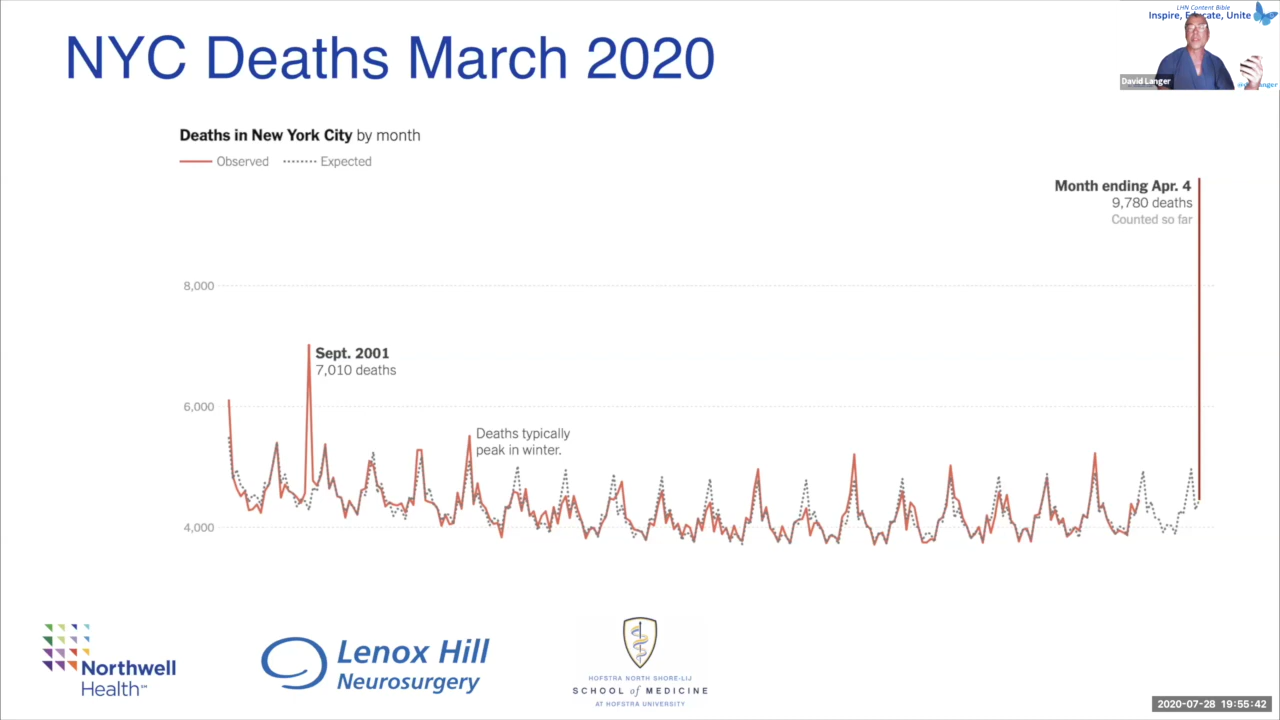 NYC Deaths March 2020
LHN Content Bible
Inspire, Educate, Unite
David Langer
Deaths in New York City by month
Observed
Expected
Month ending Apr. 4
9,780 deaths
Counted so far
8,000
Sept. 2001
7,010 deaths
6,000
Deaths typically
peak in winter.
4,000
Northwell
Health℠
Lenox Hill
Neurosurgery
HOFSTRA NORTH SHORE-LIJ
SCHOOL of MEDICINE
AT HOFSTRA UNIVERSITY
2020-07-28 19:55:42